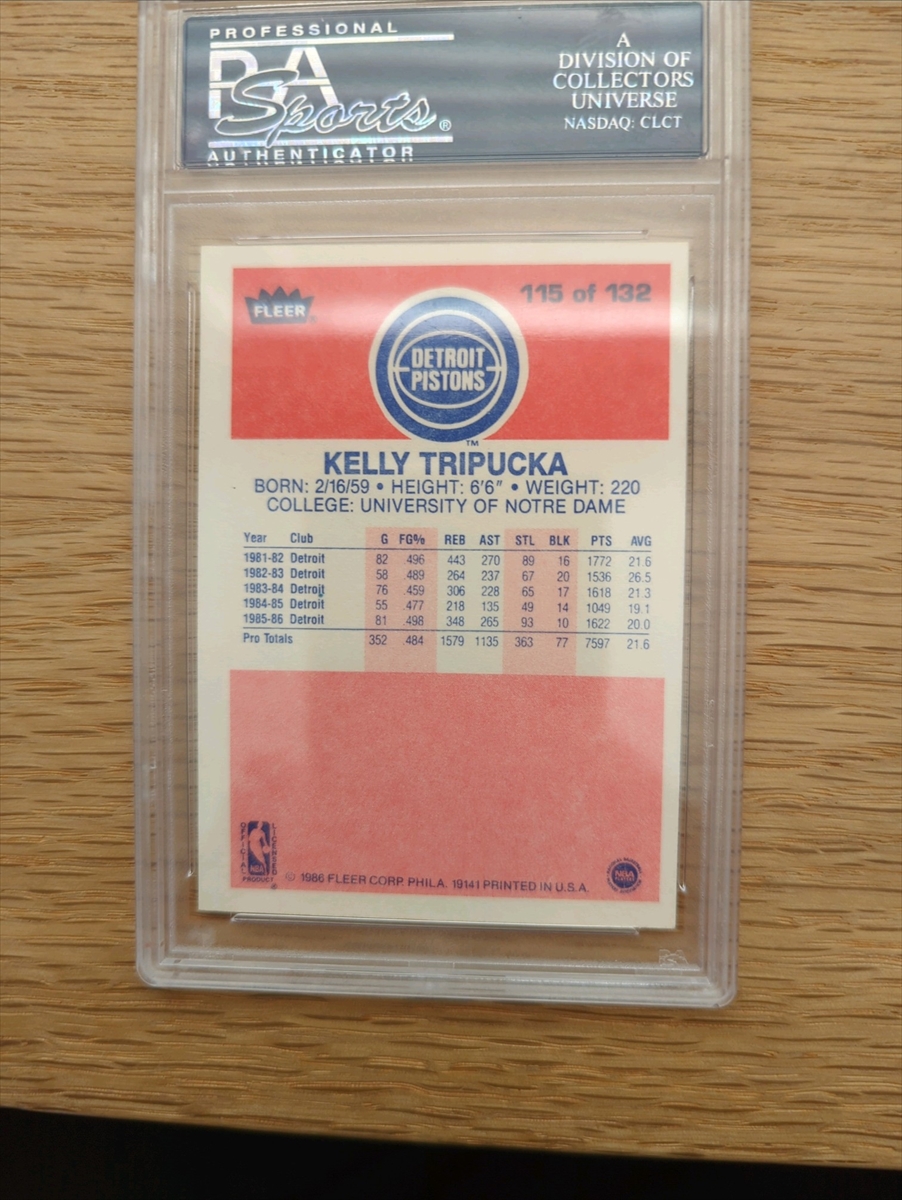 PROFESSIONAL
PSA
Sports®
AUTHENTICATOR
A
DIVISION OF
COLLECTORS
UNIVERSE
NASDAQ: CLCT
FLEER®
115 of 132
DETROIT
PISTONS
™
KELLY TRIPUCKA
BORN: 2/16/59 • HEIGHT: 6'6" • WEIGHT: 220
COLLEGE: UNIVERSITY OF NOTRE DAME
Year Club G FG% REB AST STL BLK PTS AVG
1981-82 Detroit 82 .496 443 270 89 16 1772 21.6
1982-83 Detroit 58 .489 264 237 67 20 1536 26.5
1983-84 Detroit 76 .459 306 228 65 17 1618 21.3
1984-85 Detroit 55 .477 218 135 49 14 1049 19.1
1985-86 Detroit 81 .498 348 265 93 10 1622 20.0
Pro Totals 352 .484 1579 1135 363 77 7597 21.6
OFFICIAL
LICENSED
NBA
PRODUCT
®
© 1986 FLEER CORP. PHILA. 19141 PRINTED IN U.S.A.
NBA
PLAYERS